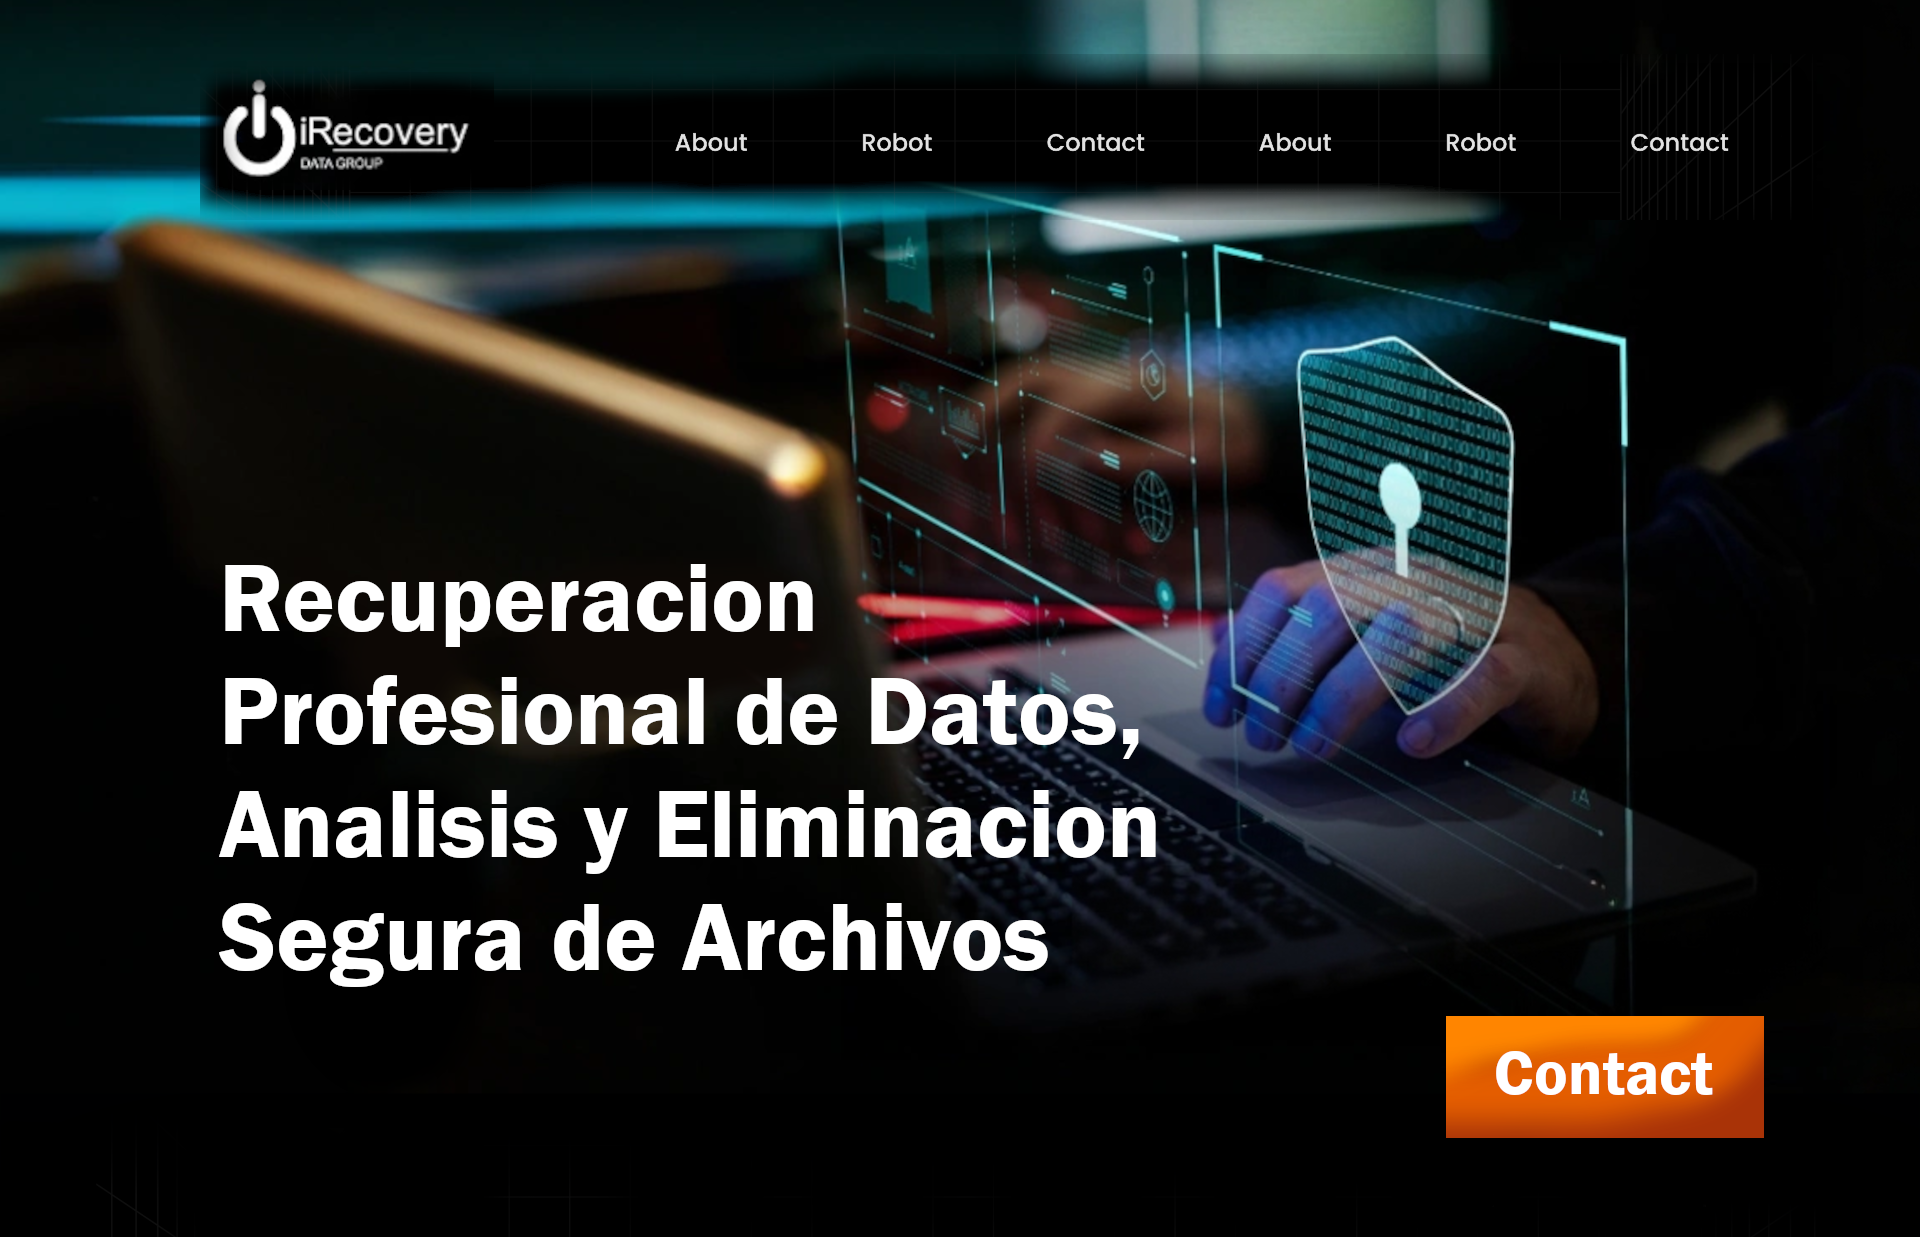 iRecovery
DATA GROUP
About Robot Contact About Robot Contact
Recuperacion
Profesional de Datos,
Analisis y Eliminacion
Segura de Archivos
Contact